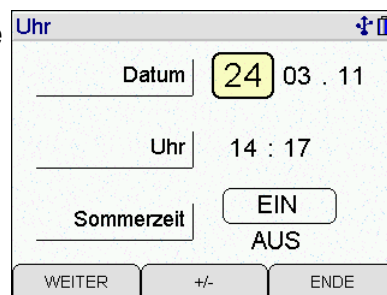 Uhr
Datum 24 03 . 11
Uhr 14 : 17
Sommerzeit EIN
AUS
WEITER +/- ENDE